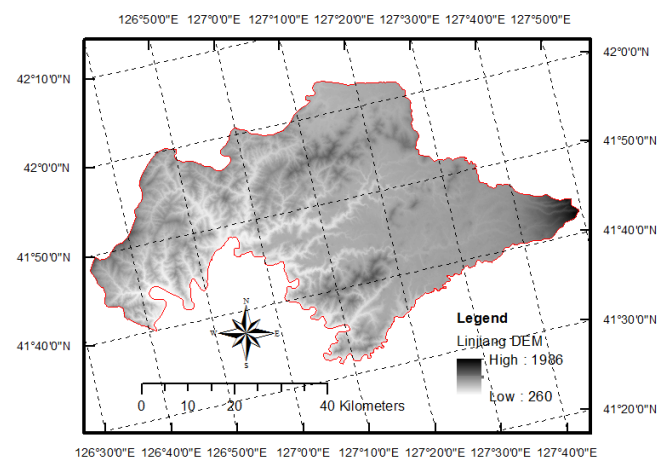 126°50'0"E 127°0'0"E 127°10'0"E 127°20'0"E 127°30'0"E 127°40'0"E 127°50'0"E
42°0'0"N
42°10'0"N
41°50'0"N
42°0'0"N
41°40'0"N
41°50'0"N
N
W E
S
Legend
41°30'0"N
Linjiang DEM
41°40'0"N
High : 1986
Low : 260
0 10 20 40 Kilometers
41°20'0"N
126°30'0"E 126°40'0"E 126°50'0"E 127°0'0"E 127°10'0"E 127°20'0"E 127°30'0"E 127°40'0"E